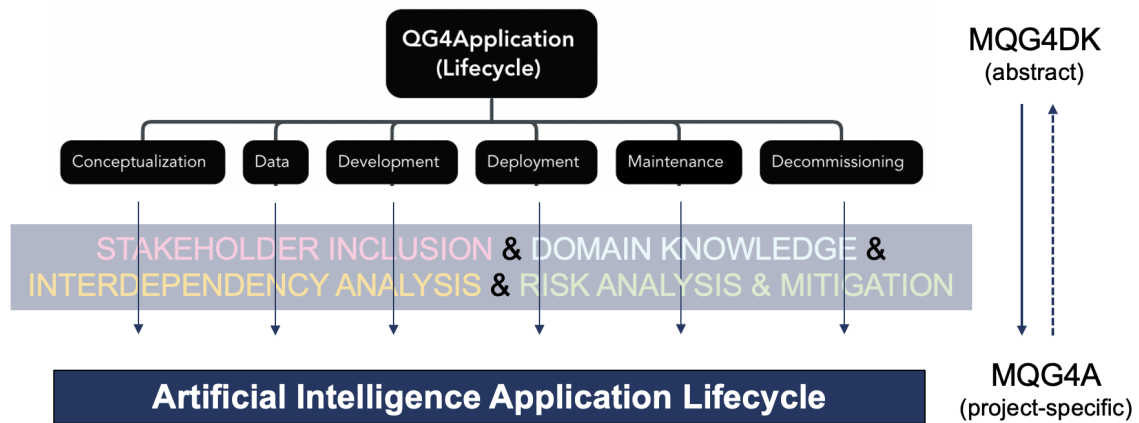 QG4Application
(Lifecycle)
MQG4DK
(abstract)
Conceptualization
Data
Development
Deployment
Maintenance
Decommissioning
STAKEHOLDER INCLUSION & DOMAIN KNOWLEDGE &
INTERDEPENDENCY ANALYSIS & RISK ANALYSIS & MITIGATION
Artificial Intelligence Application Lifecycle
MQG4A
(project-specific)